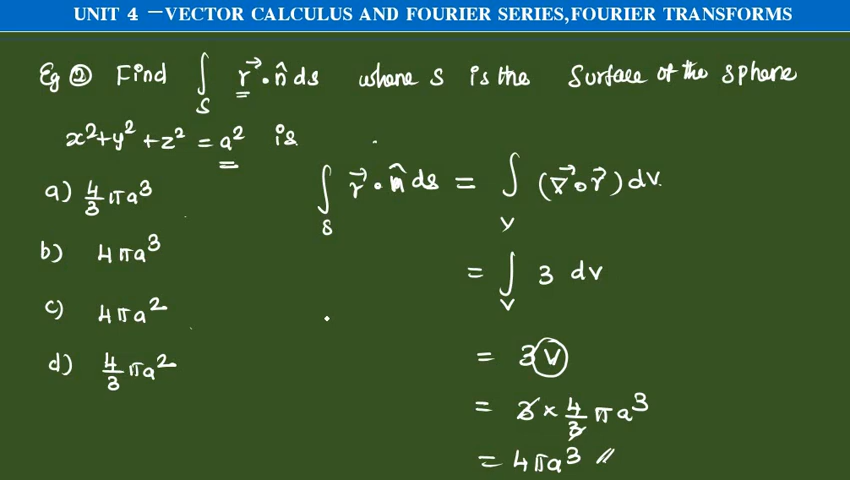 UNIT 4 –VECTOR CALCULUS AND FOURIER SERIES,FOURIER TRANSFORMS
Eg ② Find ∫_S r⃗ · n̂ ds where s is the Surface of the sphere
x² + y² + z² = a² is
a) 4/3 πa³
b) 4πa³
c) 4πa²
d) 4/3 πa²
∫_S r⃗ · n̂ ds = ∫_V (∇⃗ · r⃗) dv.
= ∫_V 3 dv
= 3V
= 3 × 4/3 πa³
= 4πa³ //